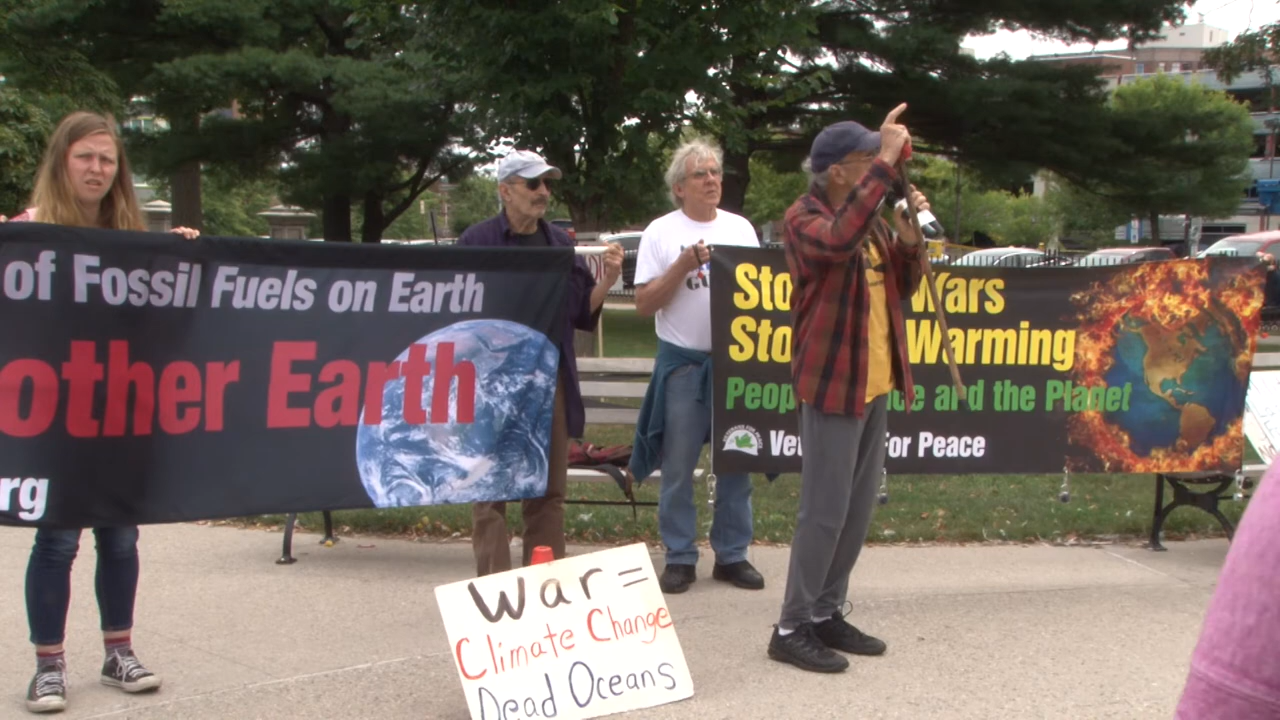 of Fossil Fuels on Earth
other Earth
rg
Sto Wars
Sto Warming
Peop ce and the Planet
Vet For Peace
War =
Climate Change
Dead Oceans